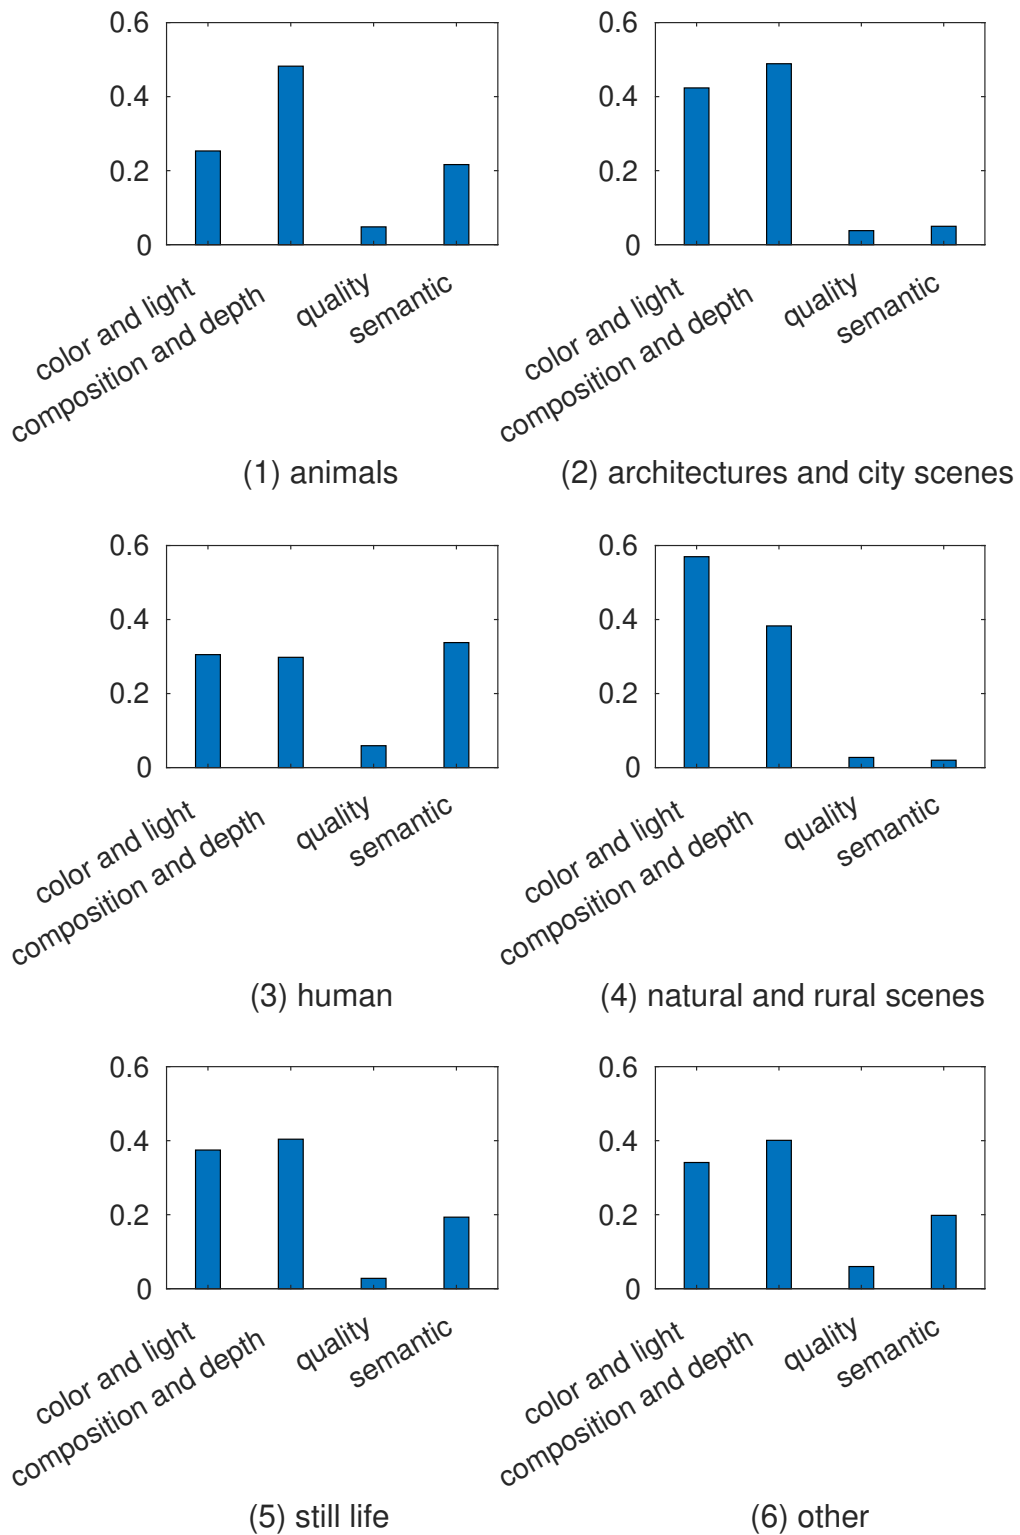 0.6
0.4
0.2
0
color and light
composition and depth
quality
semantic
(1) animals
0.6
0.4
0.2
0
color and light
composition and depth
quality
semantic
(2) architectures and city scenes
0.6
0.4
0.2
0
color and light
composition and depth
quality
semantic
(3) human
0.6
0.4
0.2
0
color and light
composition and depth
quality
semantic
(4) natural and rural scenes
0.6
0.4
0.2
0
color and light
composition and depth
quality
semantic
(5) still life
0.6
0.4
0.2
0
color and light
composition and depth
quality
semantic
(6) other